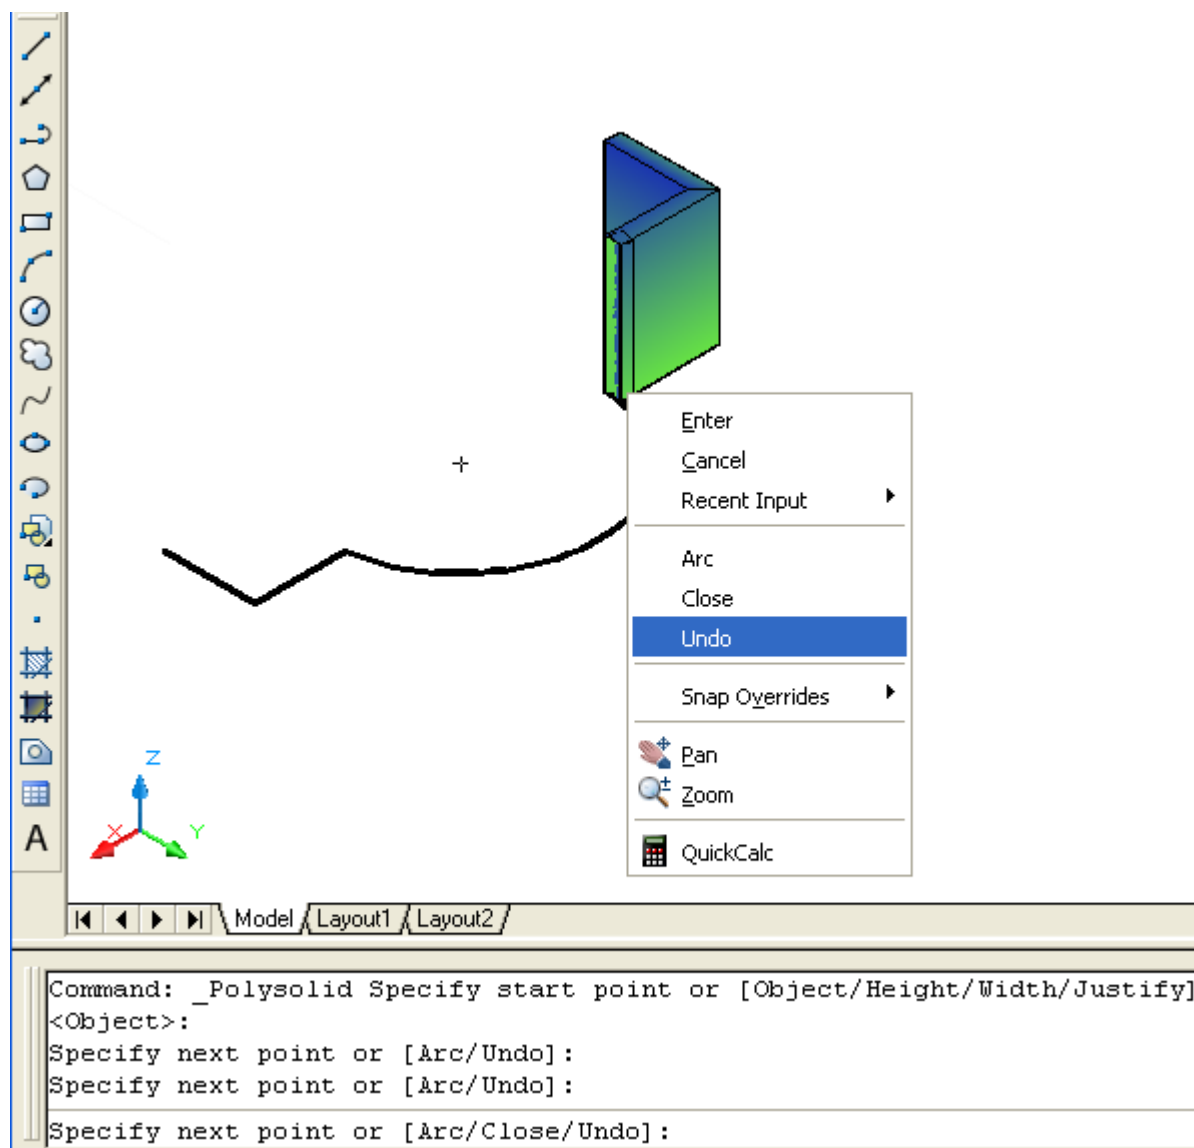 Enter
Cancel
Recent Input
Arc
Close
Undo
Snap Overrides
Pan
Zoom
QuickCalc
Z
X
Y
A
Model
Layout1
Layout2
Command: _Polysolid Specify start point or [Object/Height/Width/Justify]
<Object>:
Specify next point or [Arc/Undo]:
Specify next point or [Arc/Undo]:
Specify next point or [Arc/Close/Undo]: